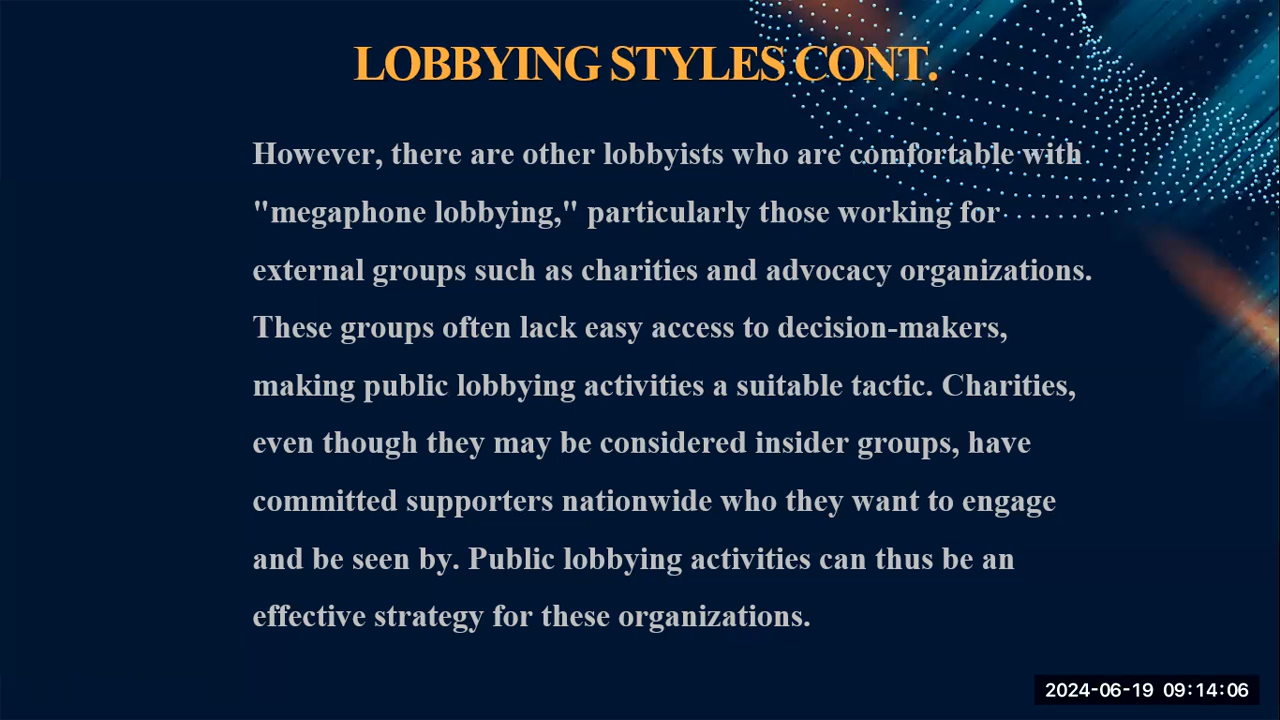 LOBBYING STYLES CONT.
However, there are other lobbyists who are comfortable with
"megaphone lobbying," particularly those working for
external groups such as charities and advocacy organizations.
These groups often lack easy access to decision-makers,
making public lobbying activities a suitable tactic. Charities,
even though they may be considered insider groups, have
committed supporters nationwide who they want to engage
and be seen by. Public lobbying activities can thus be an
effective strategy for these organizations.
2024-06-19 09:14:06